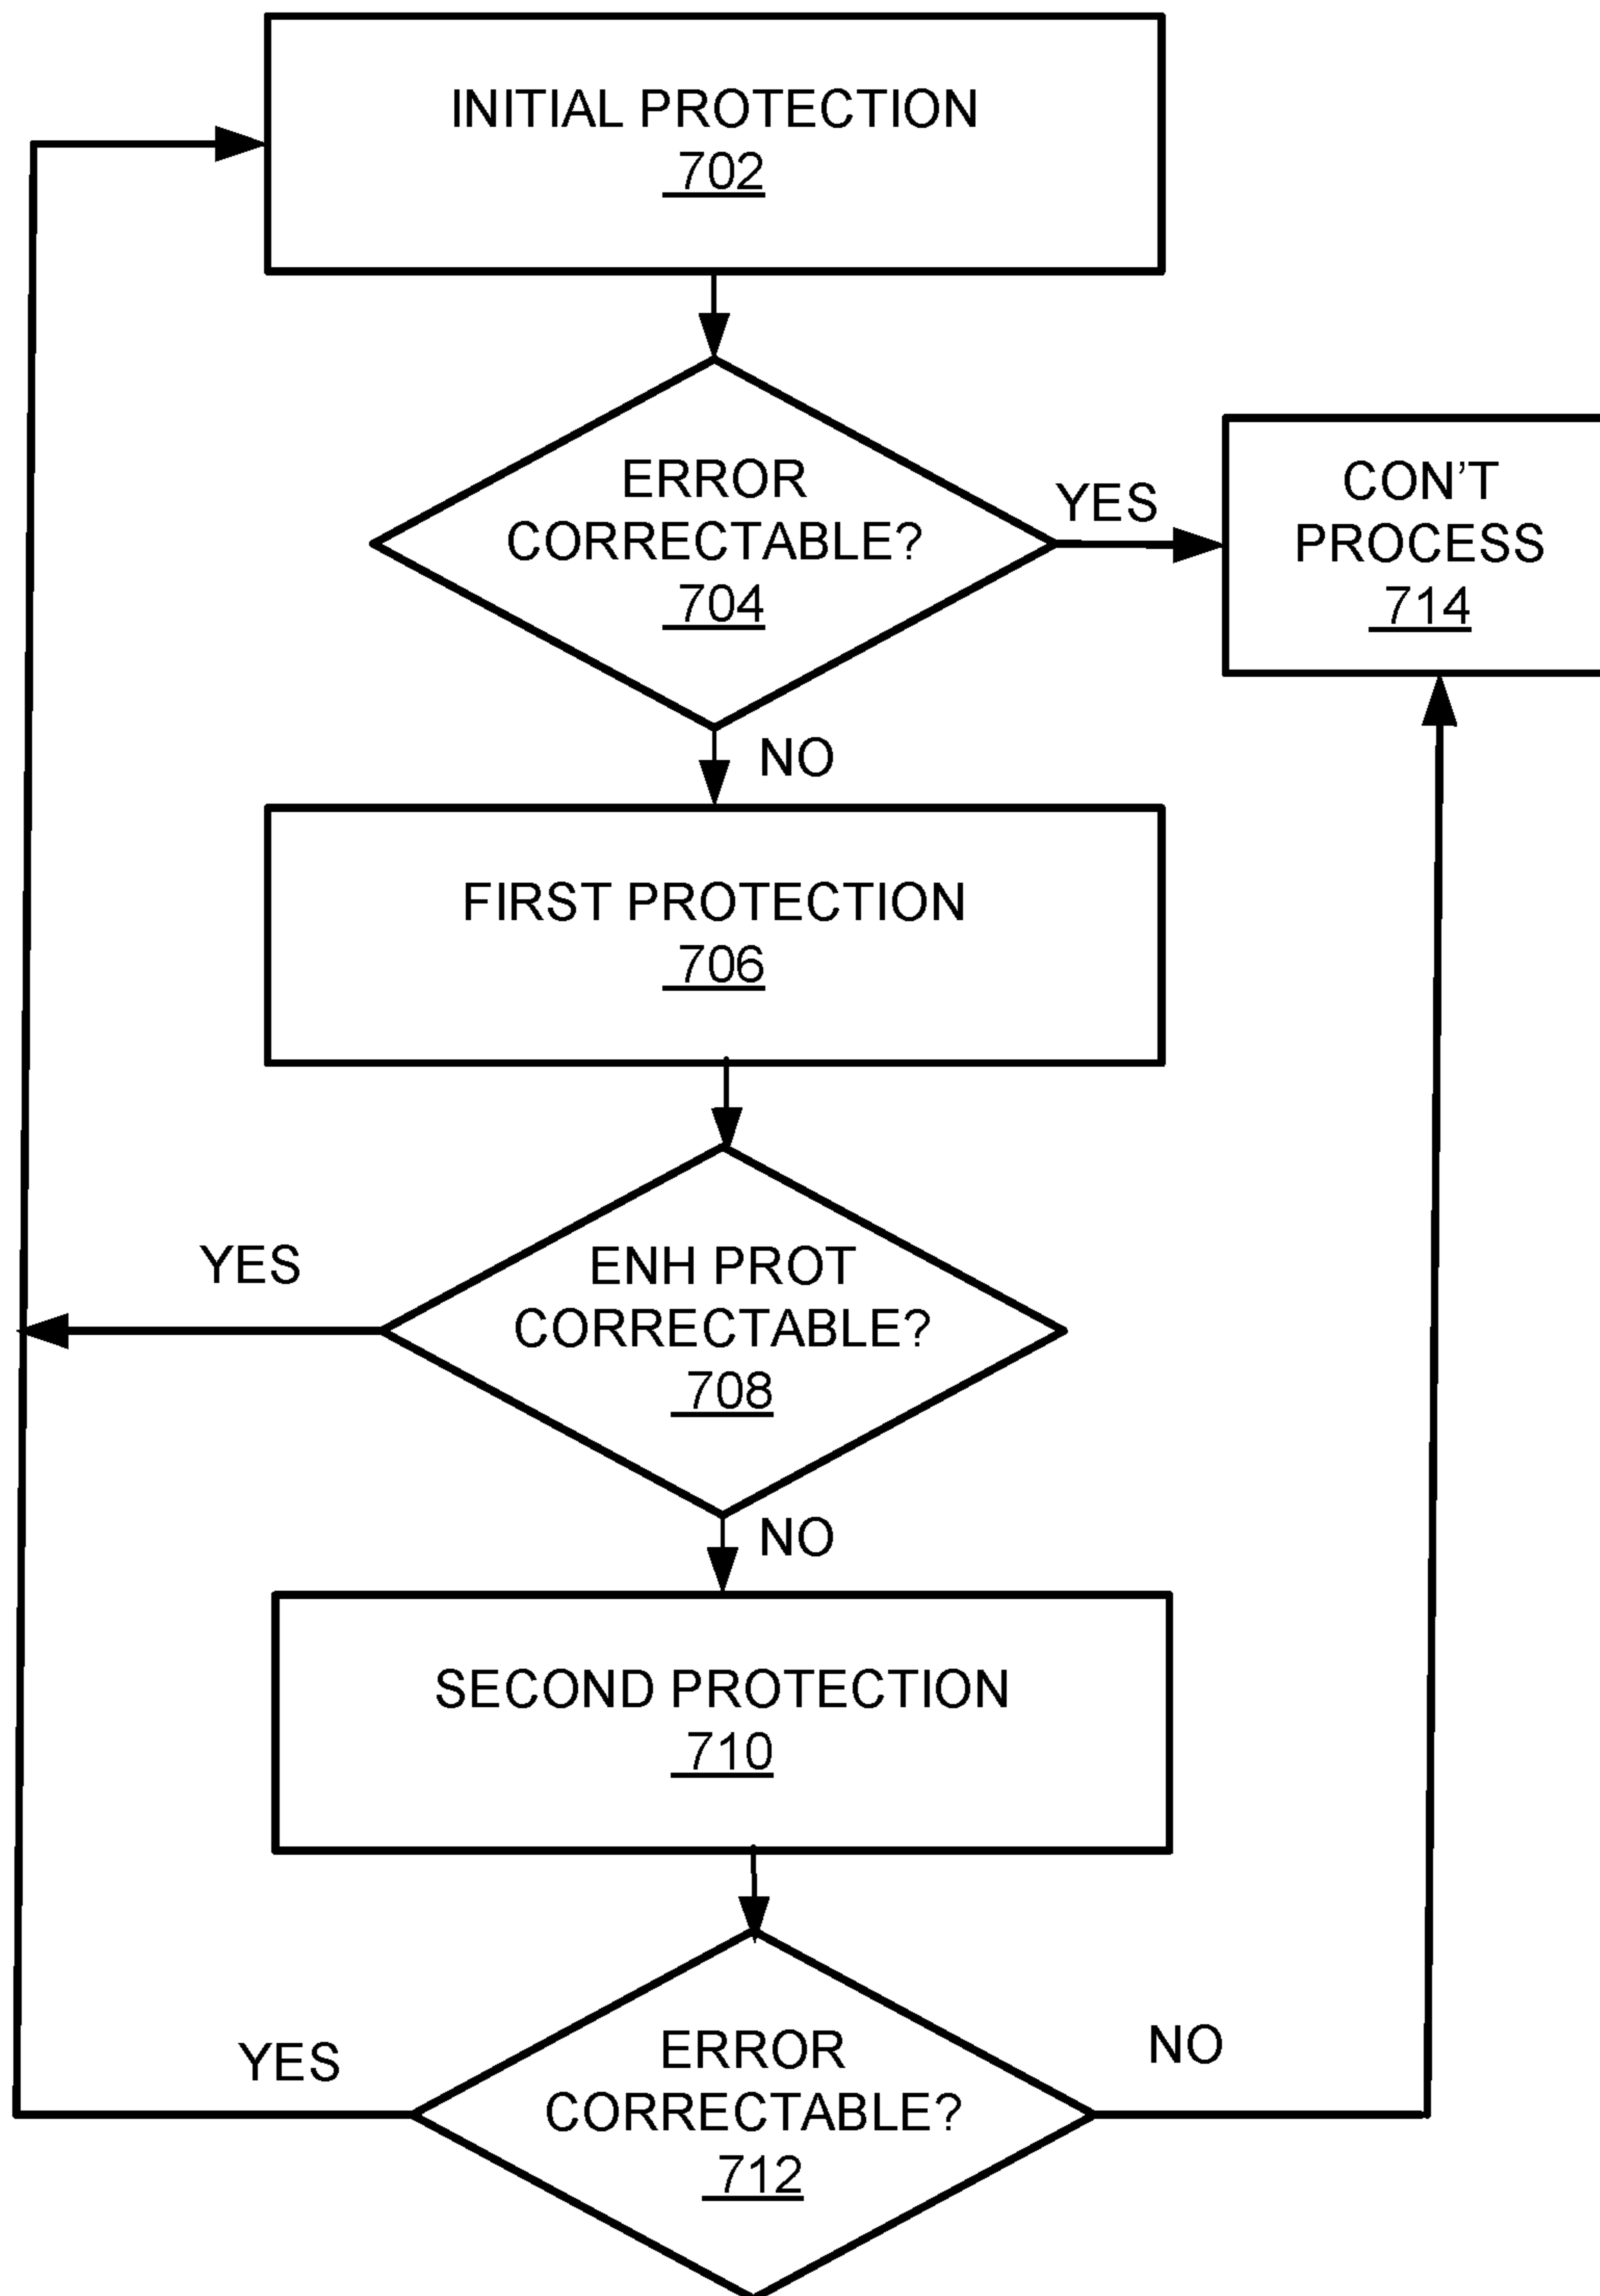 INITIAL PROTECTION
702
ERROR
CORRECTABLE?
704
YES
CON'T
PROCESS
714
NO
FIRST PROTECTION
706
YES
ENH PROT
CORRECTABLE?
708
NO
SECOND PROTECTION
710
YES
ERROR
CORRECTABLE?
712
NO